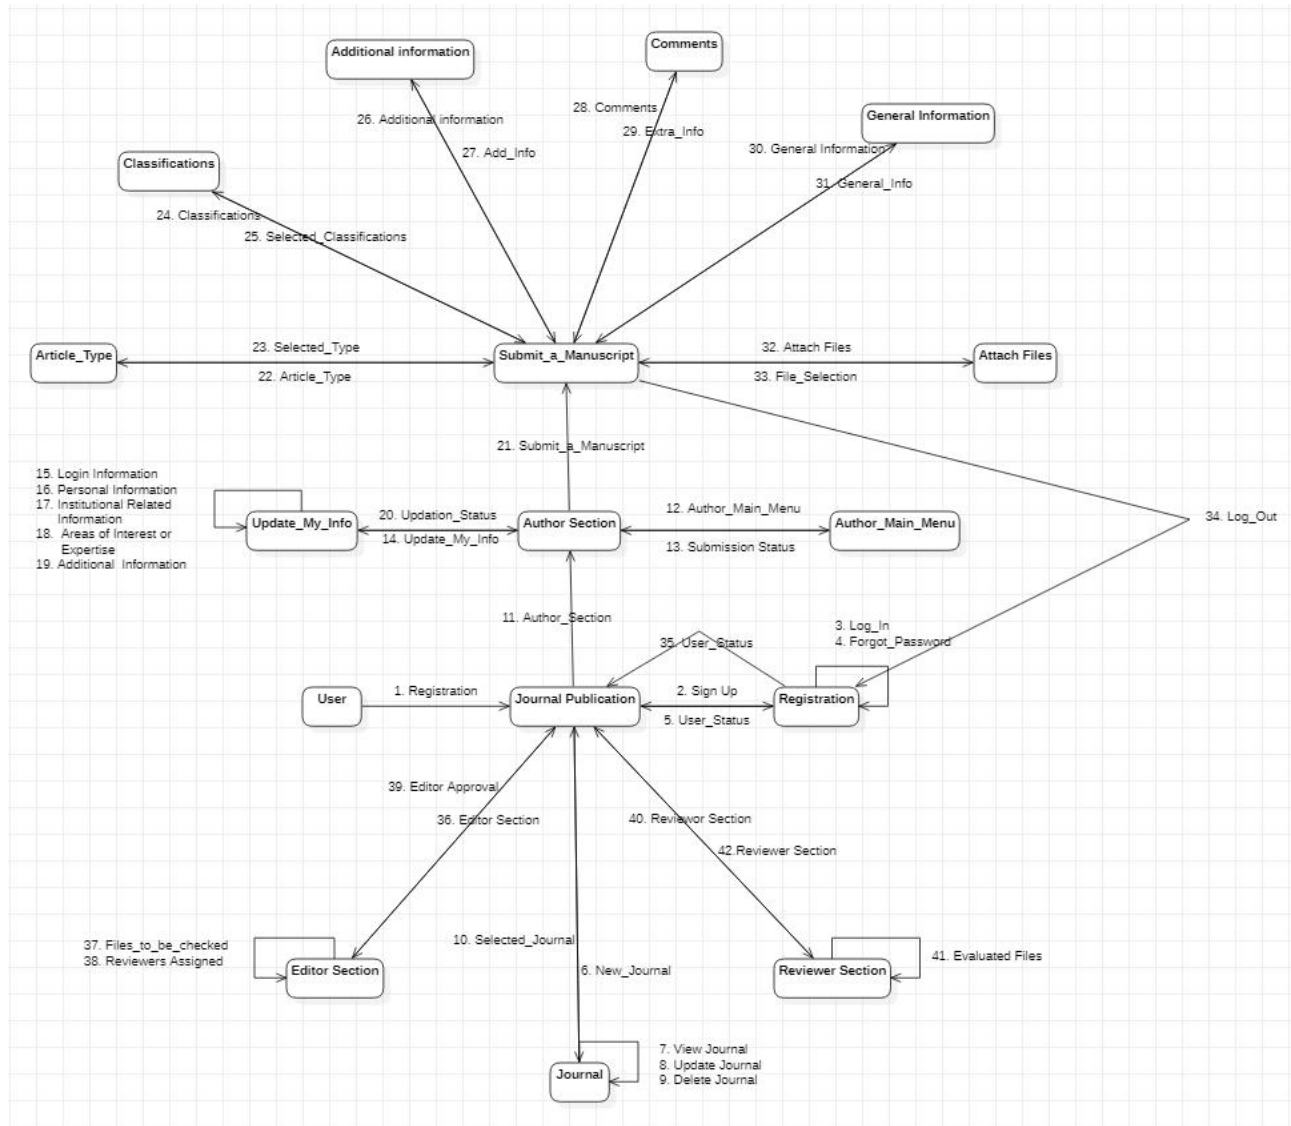 Comments
Additional information
28. Comments
General Information
26. Additional information
29. Extra_Info
27. Add_Info
30. General Information
Classifications
31. General_Info
24. Classifications
25. Selected_Classifications
23. Selected_Type
32. Attach Files
Article_Type
Submit_a_Manuscript
Attach Files
22. Article_Type
33. File_Selection
21. Submit_a_Manuscript
15. Login Information
16. Personal Information
17. Institutional Related
Information
18. Areas of Interest or
Expertise
19. Additional Information
Update_My_Info
20. Updation_Status
14. Update_My_Info
Author Section
12. Author_Main_Menu
13. Submission Status
Author_Main_Menu
34. Log_Out
11. Author_Section
35. User_Status
3. Log_In
4. Forgot_Password
User
1. Registration
Journal Publication
2. Sign Up
5. User_Status
Registration
39. Editor Approval
36. Editor Section
40. Reviewor Section
42.Reviewer Section
37. Files_to_be_checked
38. Reviewers Assigned
Editor Section
10. Selected_Journal
6. New_Journal
Reviewer Section
41. Evaluated Files
Journal
7. View Journal
8. Update Journal
9. Delete Journal